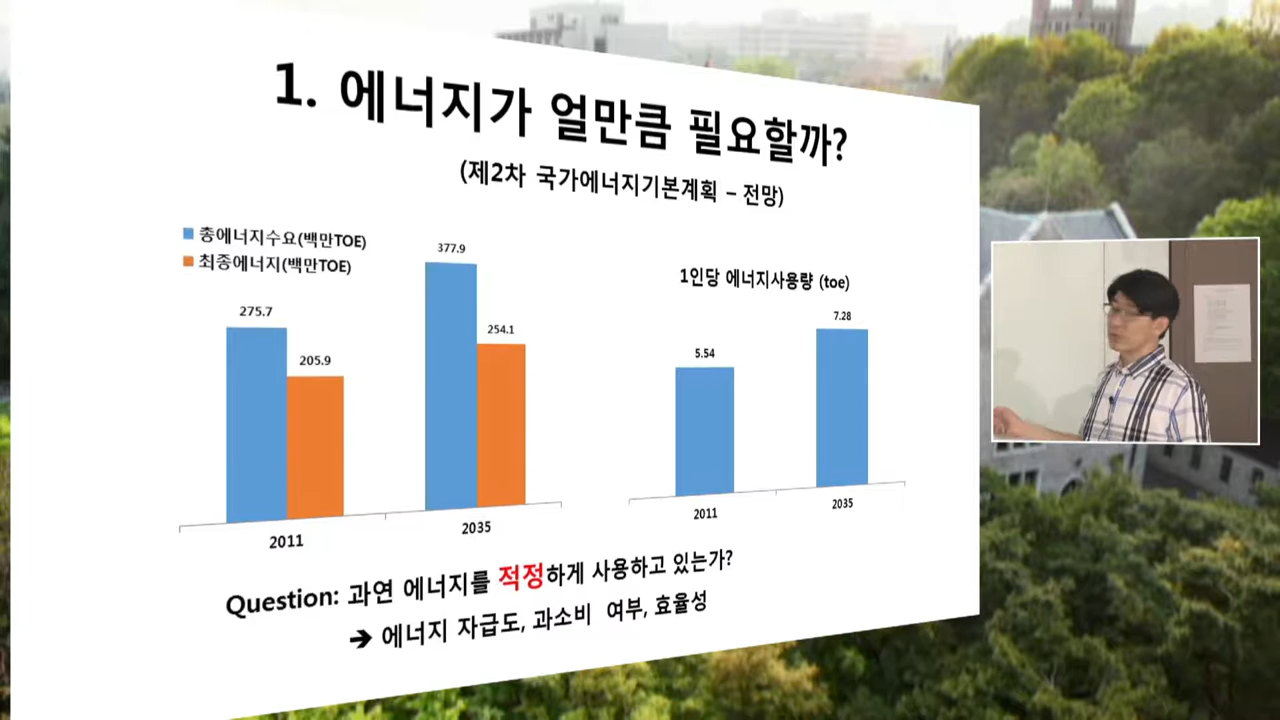 1. 에너지가 얼만큼 필요할까?
(제2차 국가에너지기본계획 – 전망)
총에너지수요(백만TOE)
최종에너지(백만TOE)
275.7
205.9
377.9
254.1
2011
2035
1인당 에너지사용량 (toe)
5.54
7.28
2011
2035
Question: 과연 에너지를 적정하게 사용하고 있는가?
➔ 에너지 자급도, 과소비 여부, 효율성